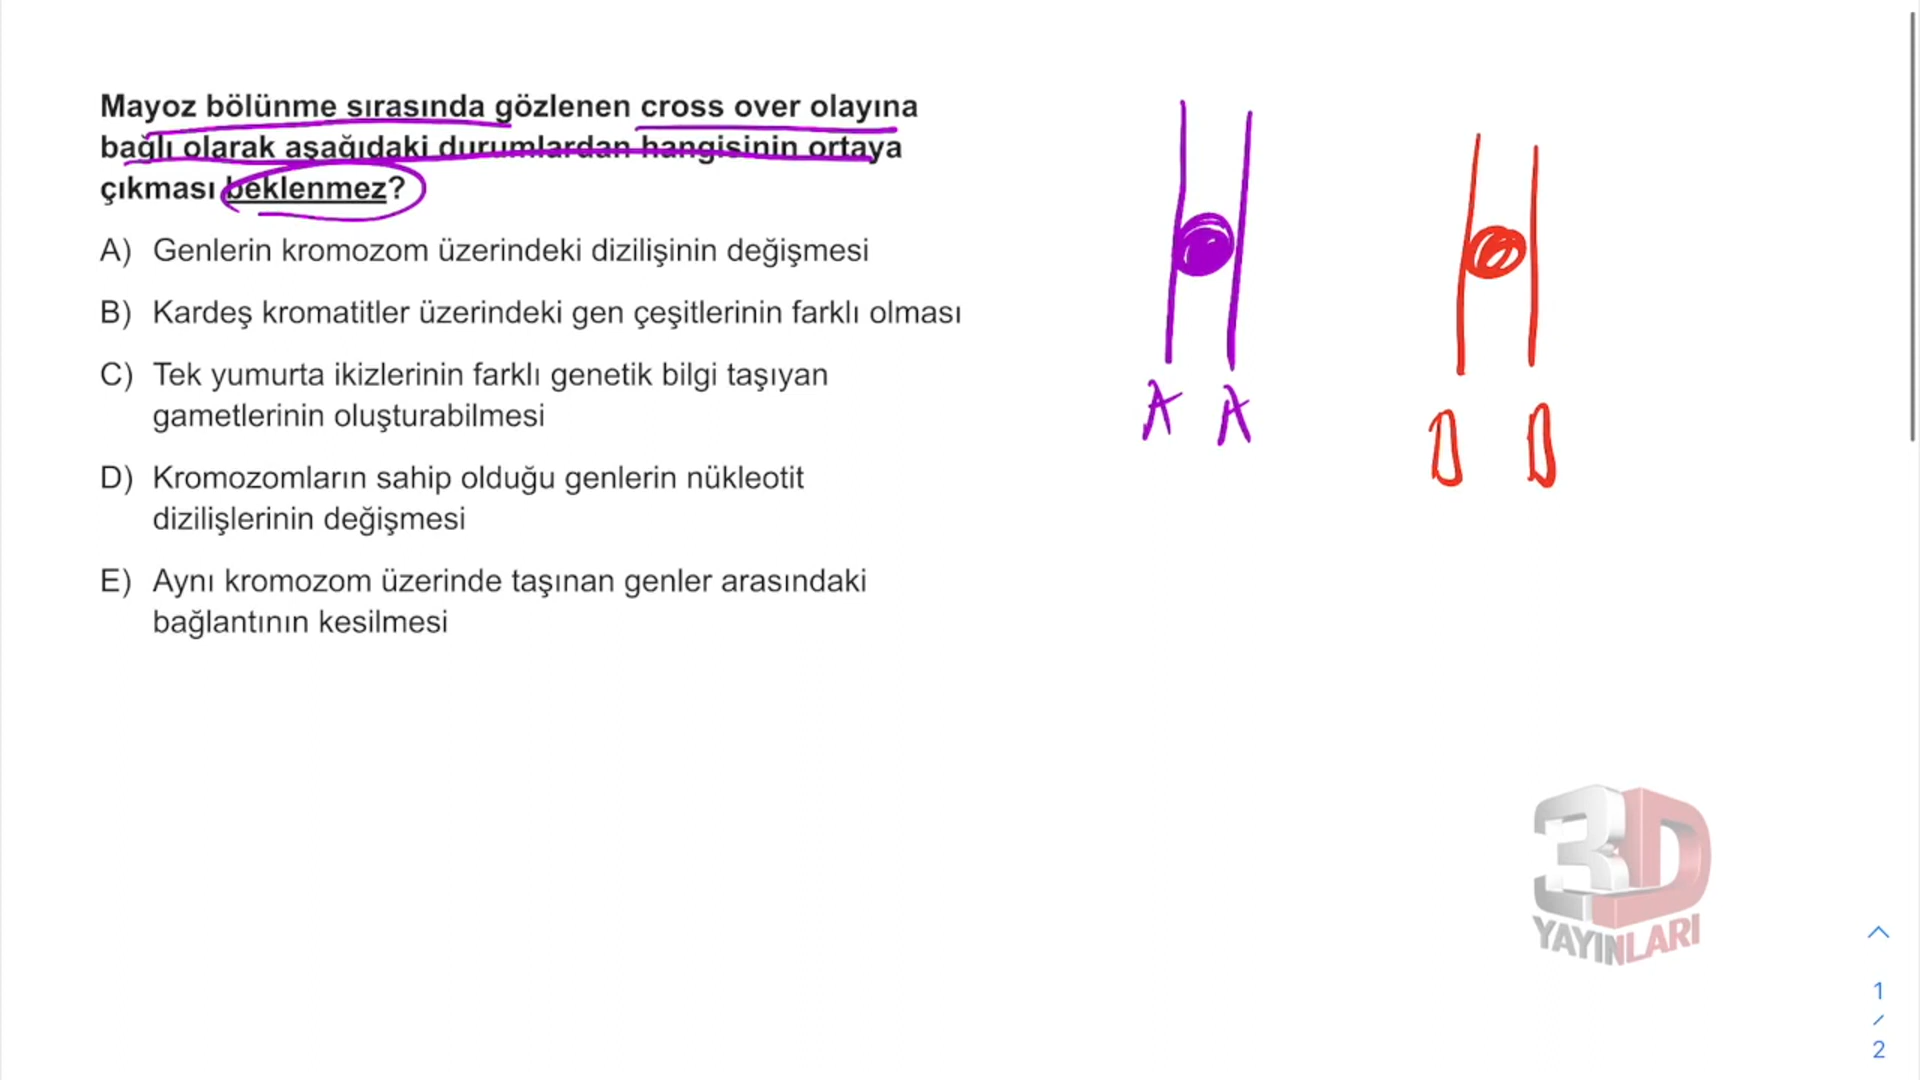 Mayoz bölünme sırasında gözlenen cross over olayına
bağlı olarak aşağıdaki durumlardan hangisinin ortaya
çıkması beklenmez?
A) Genlerin kromozom üzerindeki dizilişinin değişmesi
B) Kardeş kromatitler üzerindeki gen çeşitlerinin farklı olması
C) Tek yumurta ikizlerinin farklı genetik bilgi taşıyan
gametlerinin oluşturabilmesi
D) Kromozomların sahip olduğu genlerin nükleotit
dizilişlerinin değişmesi
E) Aynı kromozom üzerinde taşınan genler arasındaki
bağlantının kesilmesi
A A
3D
YAYINLARI
1
/
2